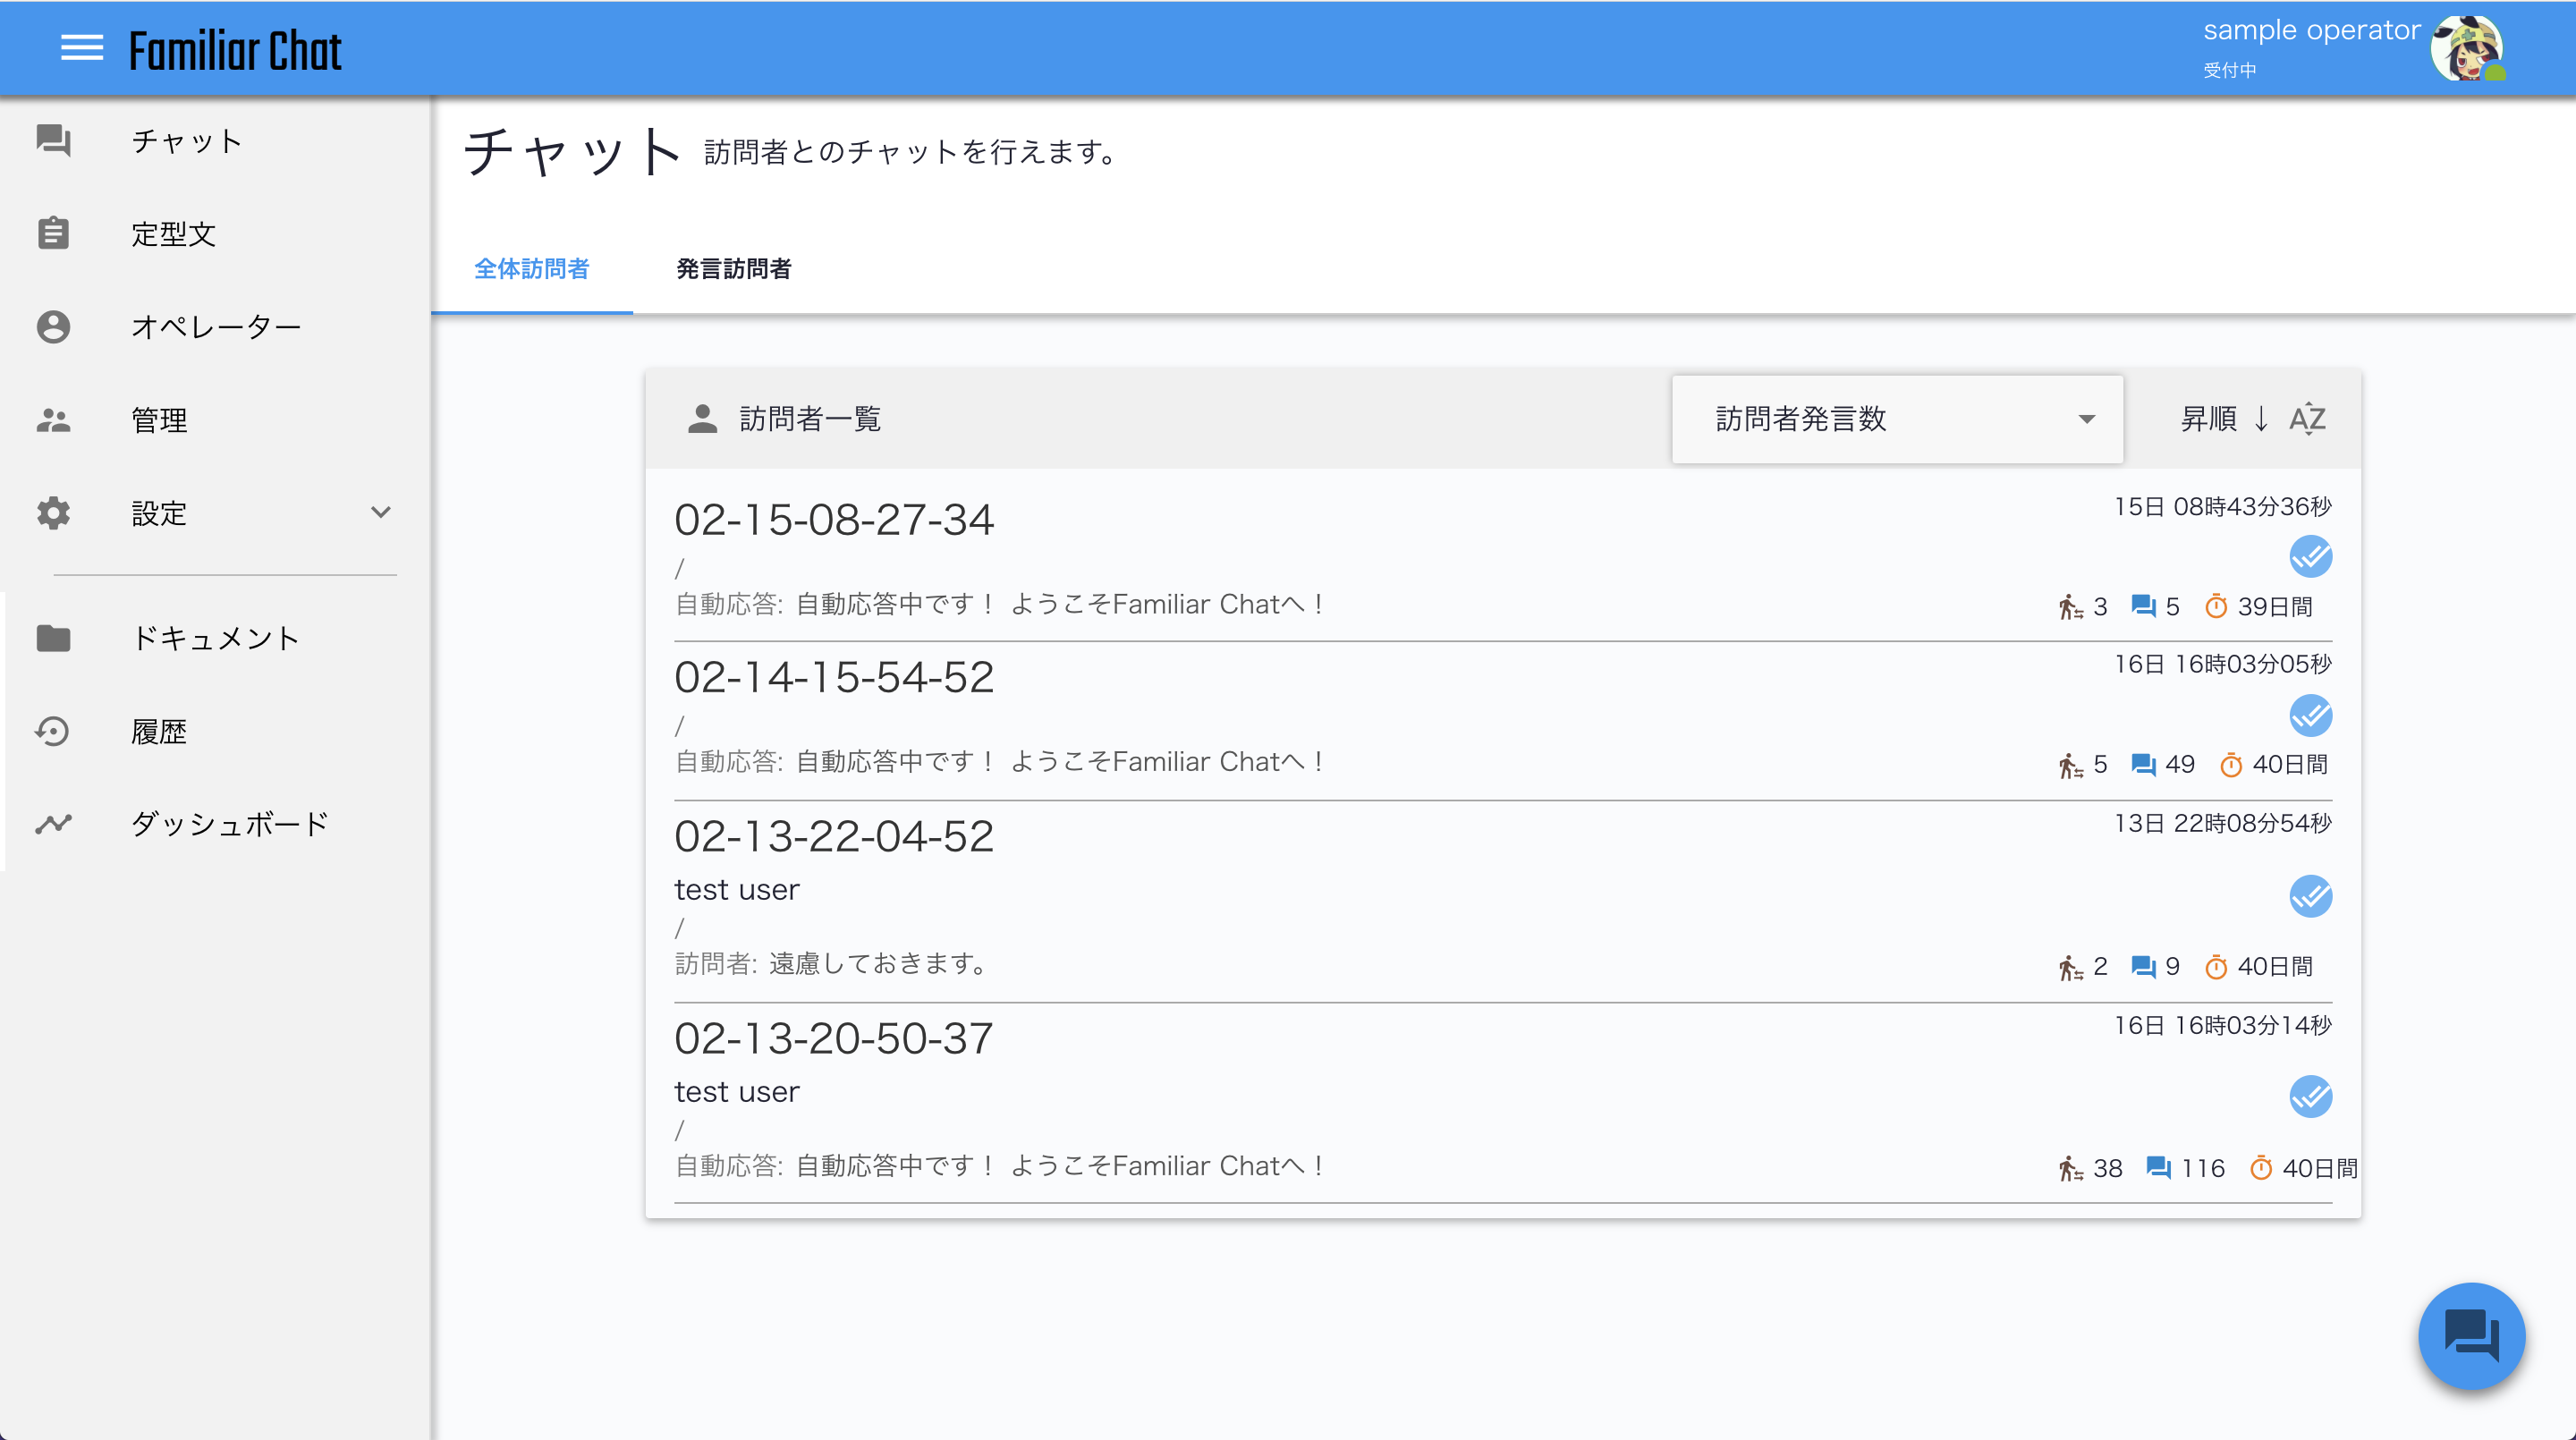 Familiar Chat
sample operator
受付中
チャット
定型文
オペレーター
管理
設定
ドキュメント
履歴
ダッシュボード
チャット 訪問者とのチャットを行えます。
全体訪問者 発言訪問者
訪問者一覧 訪問者発言数 昇順 ↓ AZ
02-15-08-27-34 15日 08時43分36秒
/
自動応答: 自動応答中です！ ようこそFamiliar Chatへ！ 3 5 39日間
02-14-15-54-52 16日 16時03分05秒
/
自動応答: 自動応答中です！ ようこそFamiliar Chatへ！ 5 49 40日間
02-13-22-04-52 13日 22時08分54秒
test user
/
訪問者: 遠慮しておきます。 2 9 40日間
02-13-20-50-37 16日 16時03分14秒
test user
/
自動応答: 自動応答中です！ ようこそFamiliar Chatへ！ 38 116 40日間